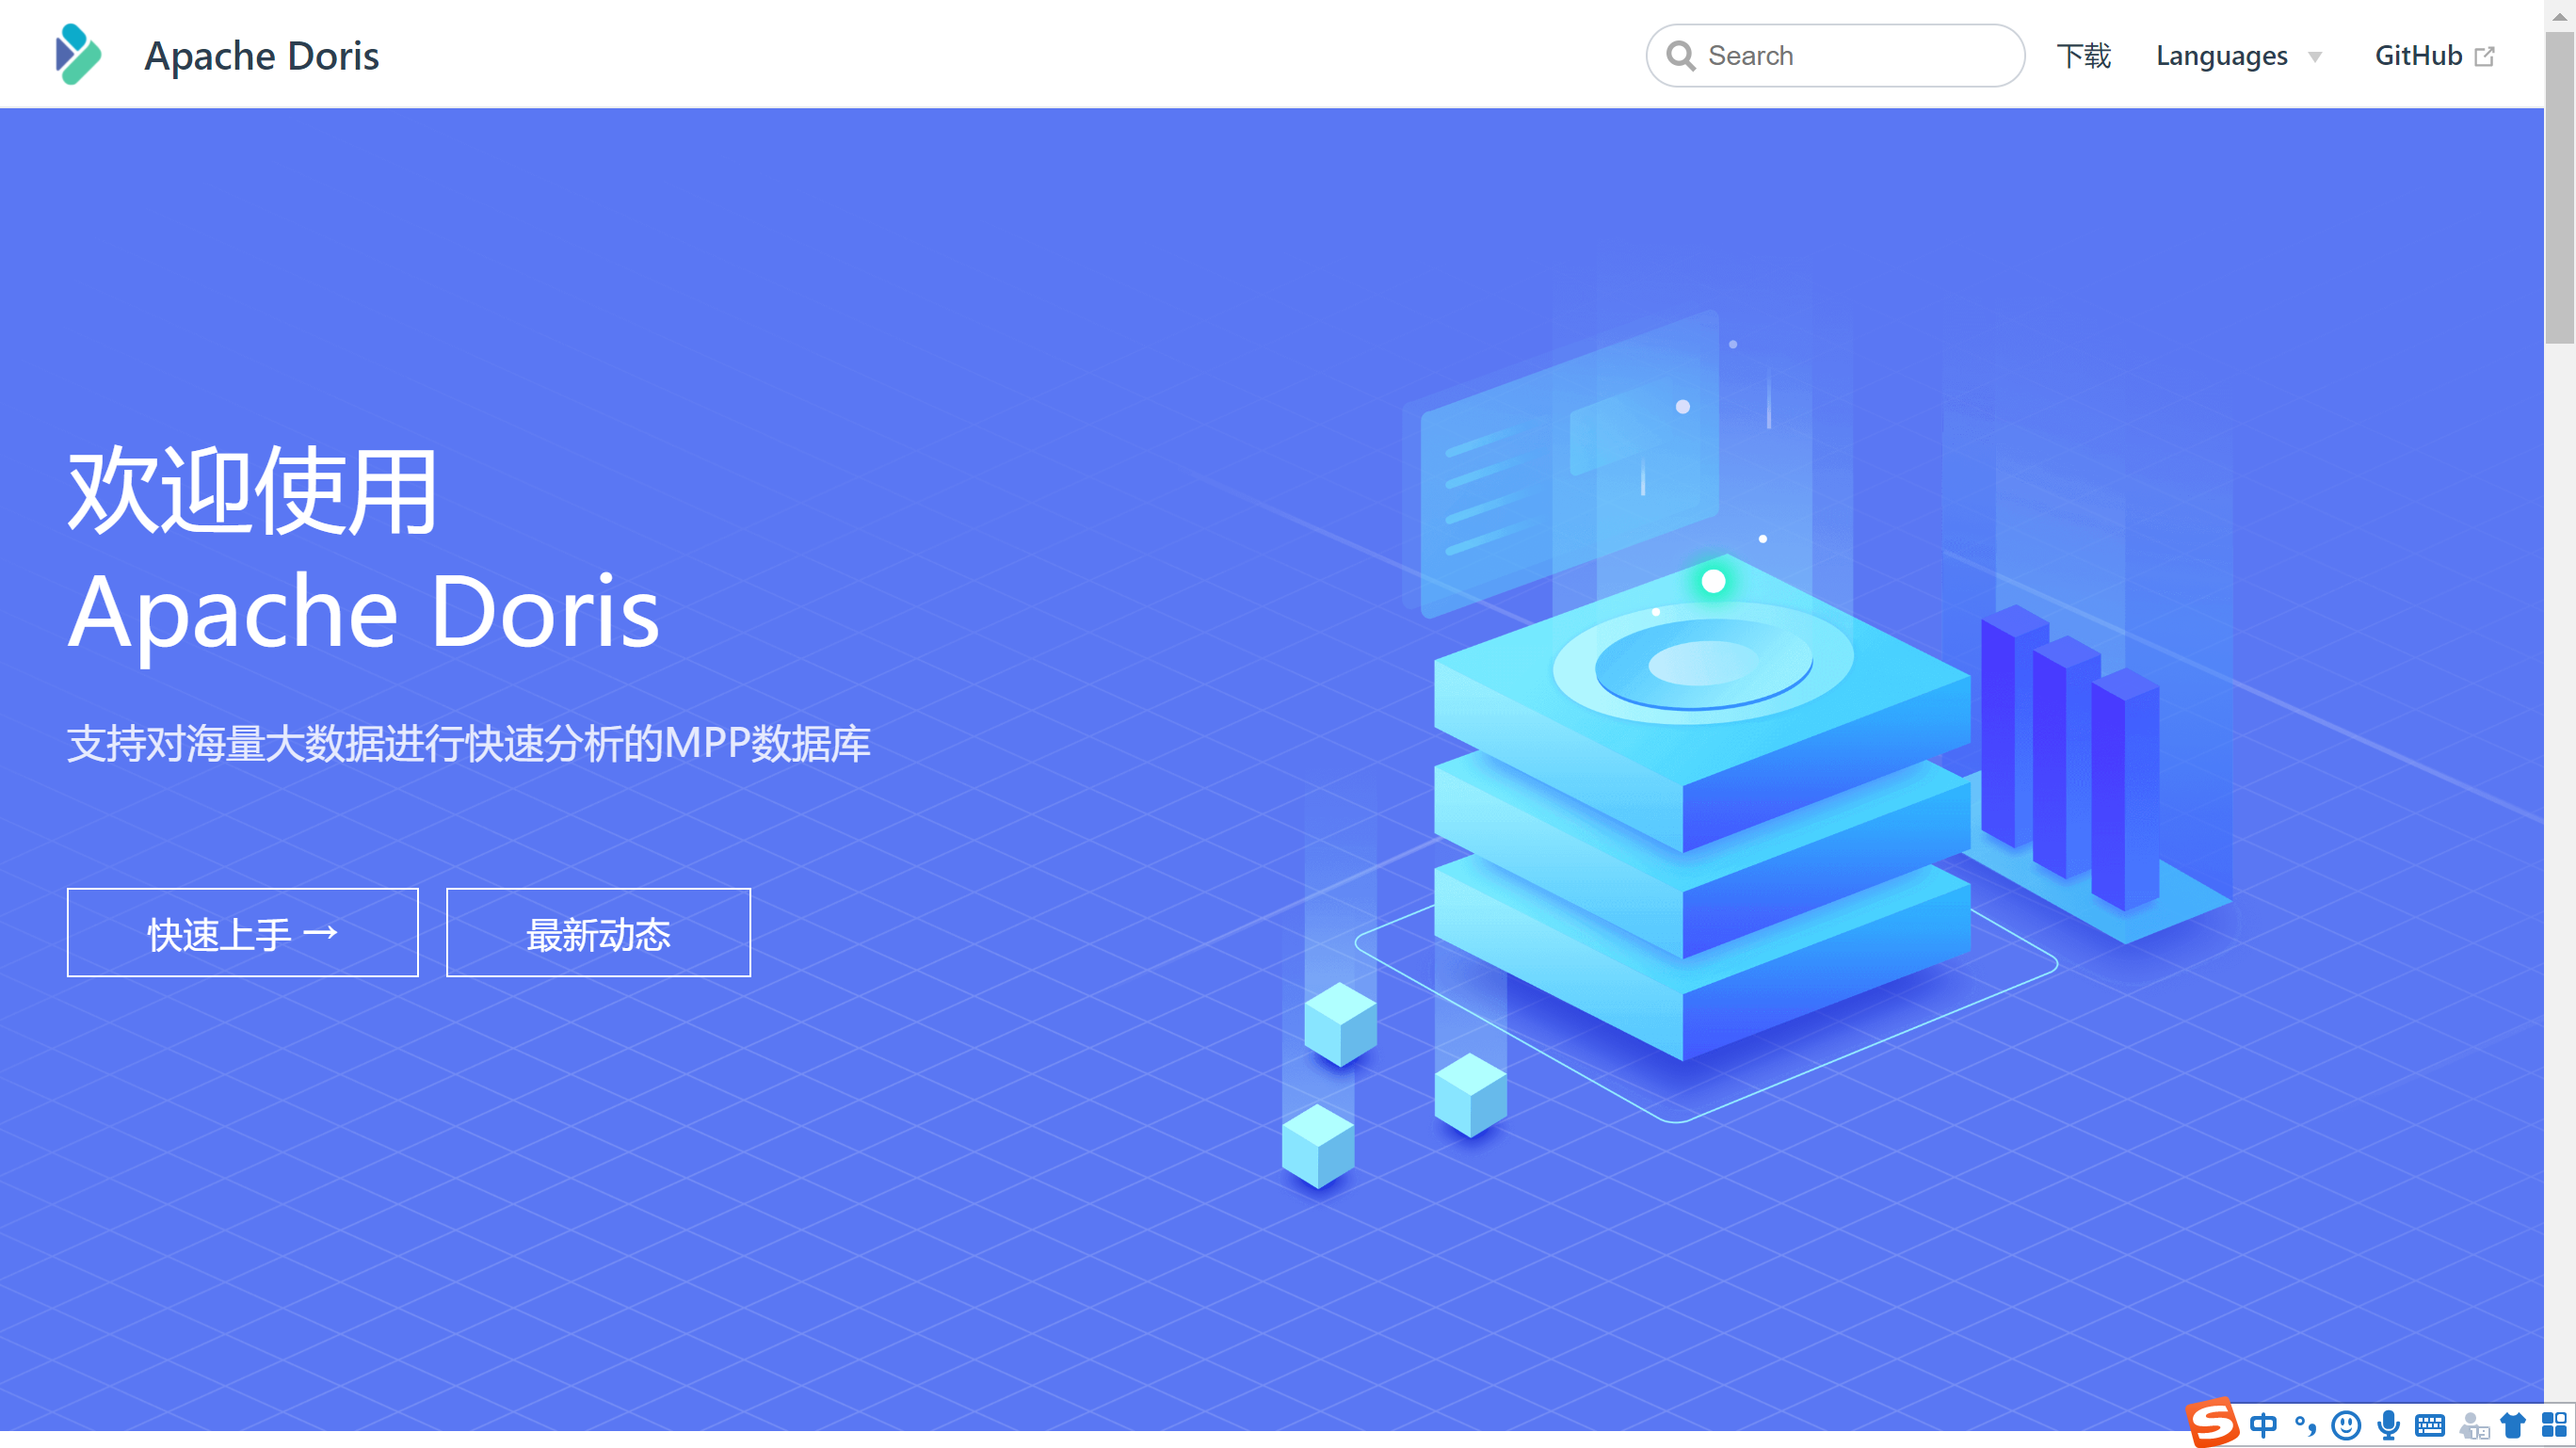 Apache Doris
Search
下载
Languages
GitHub
欢迎使用
Apache Doris
支持对海量大数据进行快速分析的MPP数据库
快速上手 →
最新动态
中